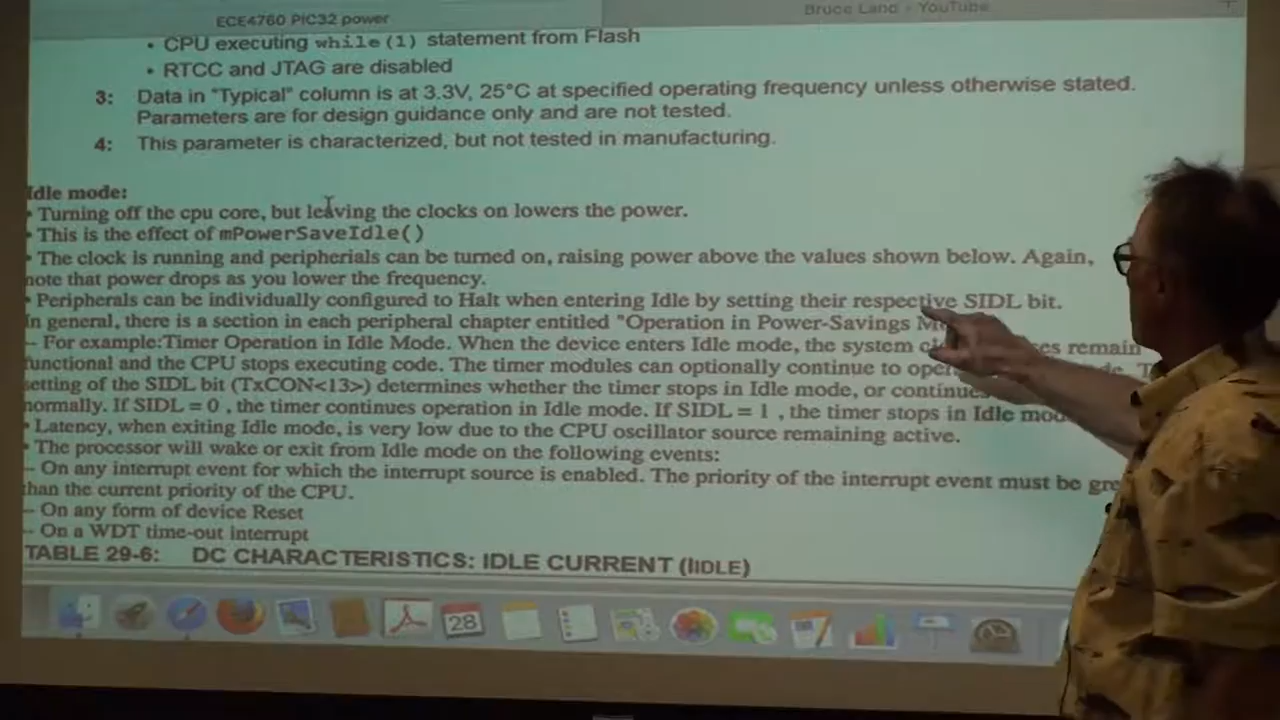 ECE4760 PIC32 power
Bruce Land - YouTube
• CPU executing while(1) statement from Flash
• RTCC and JTAG are disabled
3: Data in "Typical" column is at 3.3V, 25°C at specified operating frequency unless otherwise stated.
Parameters are for design guidance only and are not tested.
4: This parameter is characterized, but not tested in manufacturing.
Idle mode:
• Turning off the cpu core, but leaving the clocks on lowers the power.
• This is the effect of mPowerSaveIdle()
• The clock is running and peripherials can be turned on, raising power above the values shown below. Again,
note that power drops as you lower the frequency.
• Peripherals can be individually configured to Halt when entering Idle by setting their respective SIDL bit.
In general, there is a section in each peripheral chapter entitled "Operation in Power-Savings
– For example:Timer Operation in Idle Mode. When the device enters Idle mode, the system remain
functional and the CPU stops executing code. The timer modules can optionally continue to
setting of the SIDL bit (TxCON<13>) determines whether the timer stops in Idle mode, or continues
normally. If SIDL = 0 , the timer continues operation in Idle mode. If SIDL = 1 , the timer stops in Idle
• Latency, when exiting Idle mode, is very low due to the CPU oscillator source remaining active.
• The processor will wake or exit from Idle mode on the following events:
– On any interrupt event for which the interrupt source is enabled. The priority of the interrupt event must be
than the current priority of the CPU.
– On any form of device Reset
– On a WDT time-out interrupt
TABLE 29-6: DC CHARACTERISTICS: IDLE CURRENT (IIDLE)
28